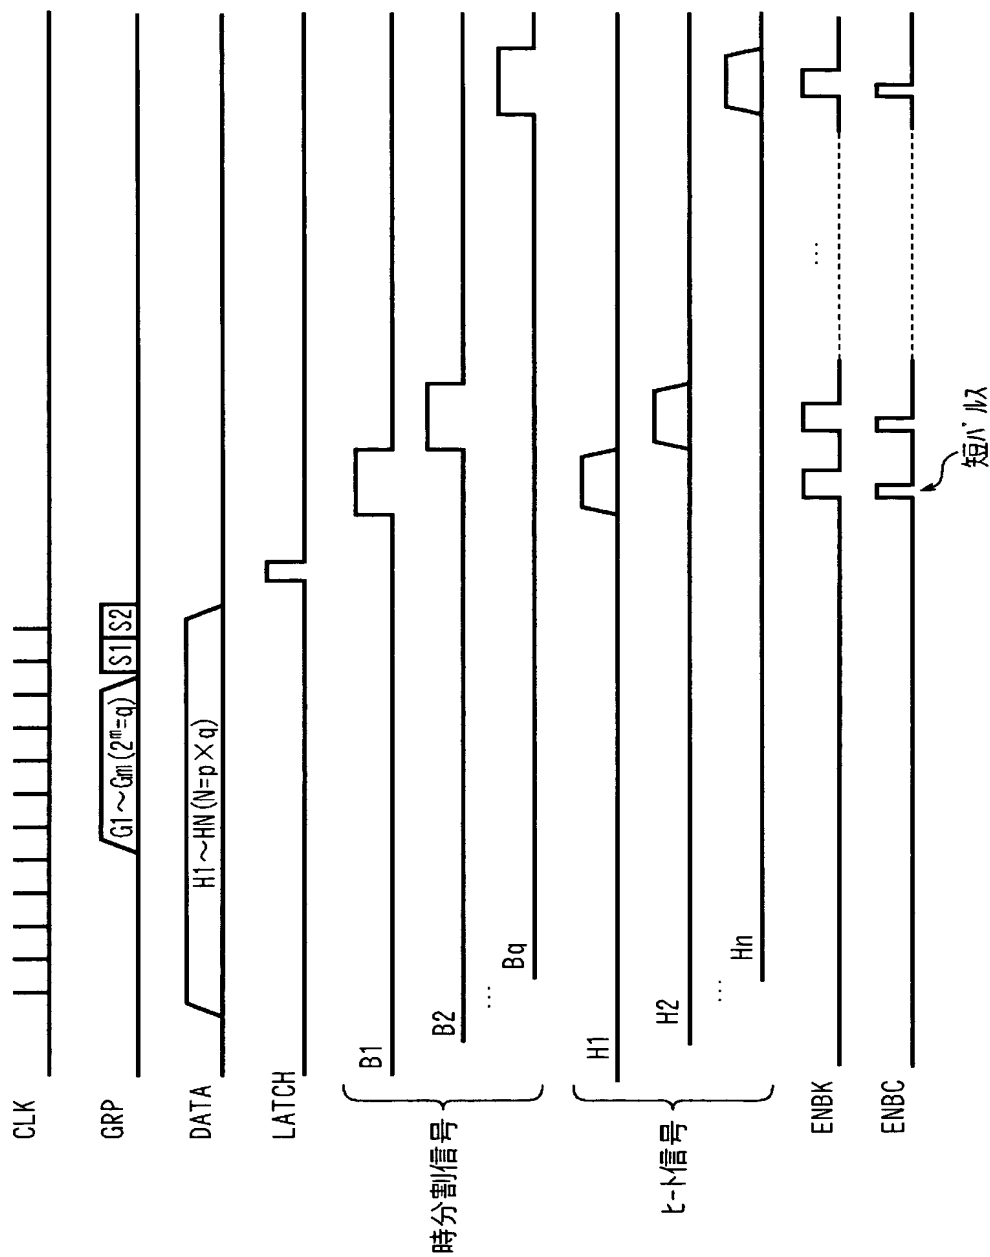 CLK
GRP
G1～Gm(2ᵐ=q)
S1
S2
DATA
H1～HN(N=p×q)
LATCH
時分割信号
B1
B2
...
Bq
ヒート信号
H1
H2
...
Hn
ENBK
...
ENBC
短パルス